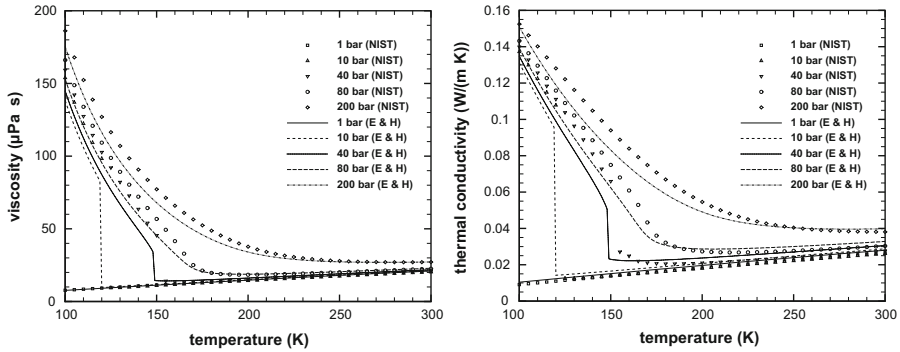 250
200
150
100
50
0
100
150
200
250
300
viscosity (μPa s)
temperature (K)
1 bar (NIST)
10 bar (NIST)
40 bar (NIST)
80 bar (NIST)
200 bar (NIST)
1 bar (E & H)
10 bar (E & H)
40 bar (E & H)
80 bar (E & H)
200 bar (E & H)
0.16
0.14
0.12
0.1
0.08
0.06
0.04
0.02
0
100
150
200
250
300
thermal conductivity (W/(m K))
temperature (K)
1 bar (NIST)
10 bar (NIST)
40 bar (NIST)
80 bar (NIST)
200 bar (NIST)
1 bar (E & H)
10 bar (E & H)
40 bar (E & H)
80 bar (E & H)
200 bar (E & H)